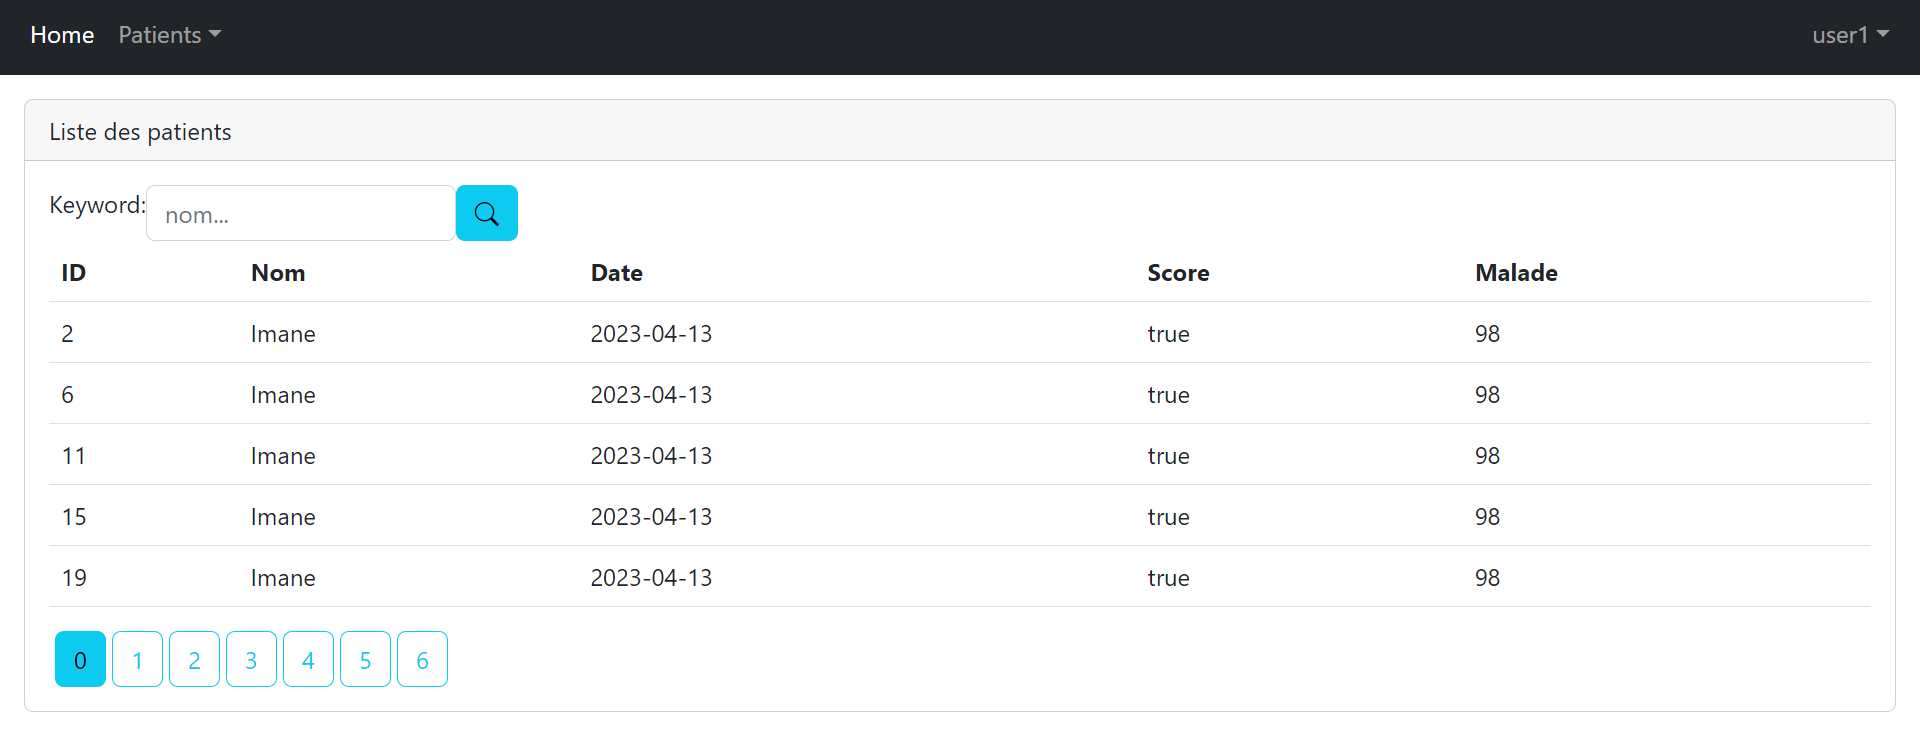 Home Patients user1
Liste des patients
Keyword: nom...
ID Nom Date Score Malade
2 Imane 2023-04-13 true 98
6 Imane 2023-04-13 true 98
11 Imane 2023-04-13 true 98
15 Imane 2023-04-13 true 98
19 Imane 2023-04-13 true 98
0 1 2 3 4 5 6